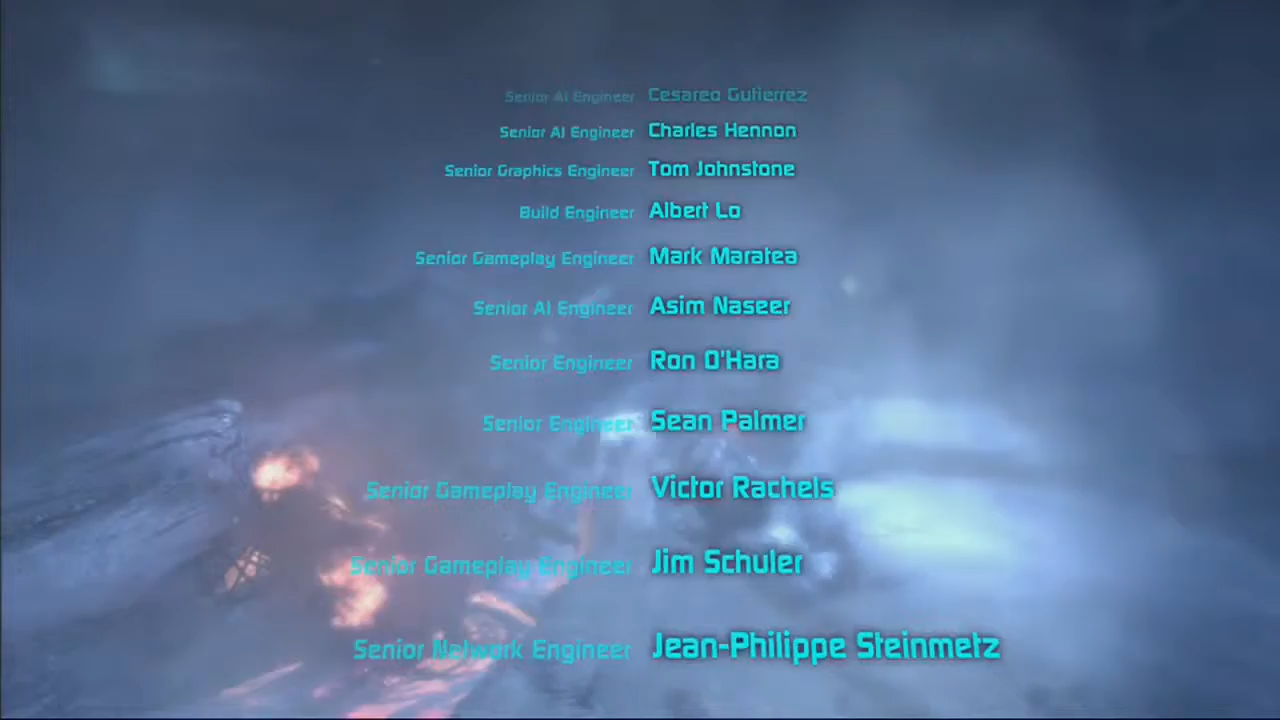 Senior AI Engineer Cesareo Gutierrez
Senior AI Engineer Charles Hennon
Senior Graphics Engineer Tom Johnstone
Build Engineer Albert Lo
Senior Gameplay Engineer Mark Maratea
Senior AI Engineer Asim Naseer
Senior Engineer Ron O'Hara
Senior Engineer Sean Palmer
Senior Gameplay Engineer Victor Rachels
Senior Gameplay Engineer Jim Schuler
Senior Network Engineer Jean-Philippe Steinmetz